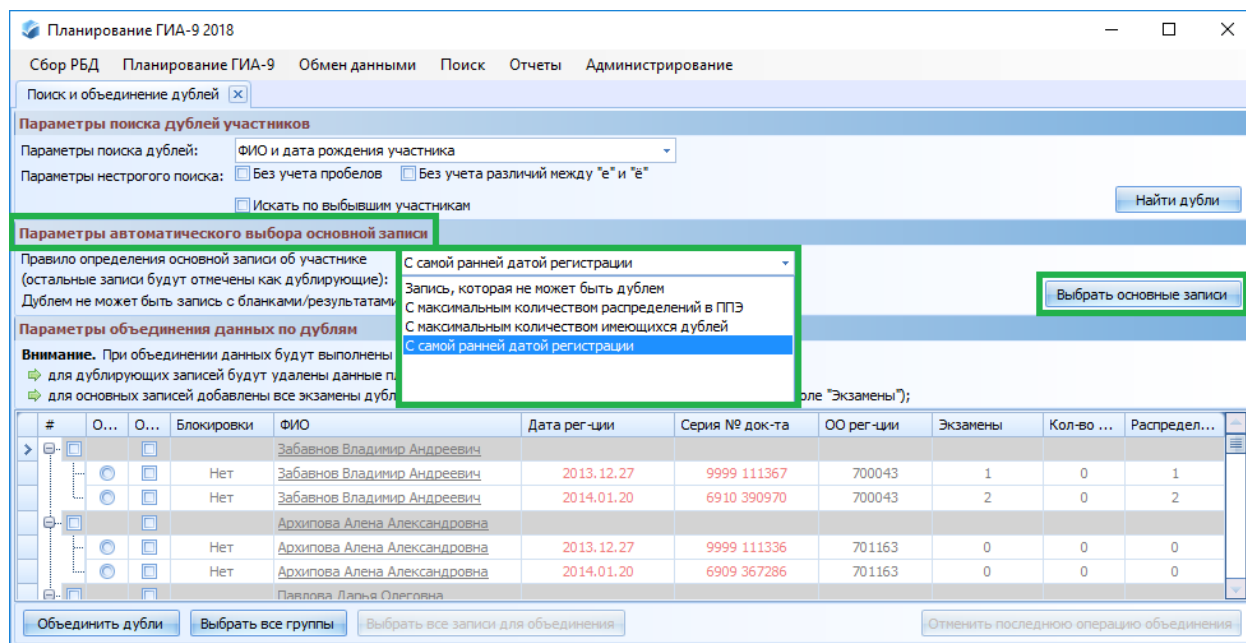 Планирование ГИА-9 2018
Сбор РБД Планирование ГИА-9 Обмен данными Поиск Отчеты Администрирование
Поиск и объединение дублей
Параметры поиска дублей участников
Параметры поиска дублей: ФИО и дата рождения участника
Параметры нестрогого поиска: Без учета пробелов Без учета различий между "е" и "ё"
Искать по выбывшим участникам Найти дубли
Параметры автоматического выбора основной записи
Правило определения основной записи об участнике
(остальные записи будут отмечены как дублирующие): С самой ранней датой регистрации
Дублем не может быть запись с бланками/результатами
Запись, которая не может быть дублем
С максимальным количеством распределений в ППЭ
С максимальным количеством имеющихся дублей
С самой ранней датой регистрации
Выбрать основные записи
Параметры объединения данных по дублям
Внимание. При объединении данных будут выполнены
для дублирующих записей будут удалены данные
для основных записей добавлены все экзамены "Экзамены");
# О... О... Блокировки ФИО Дата рег-ции Серия № док-та ОО рег-ции Экзамены Кол-во ... Распредел...
Забавнов Владимир Андреевич
Нет Забавнов Владимир Андреевич 2013.12.27 9999 111367 700043 1 0 1
Нет Забавнов Владимир Андреевич 2014.01.20 6910 390970 700043 2 0 2
Архипова Алена Александровна
Нет Архипова Алена Александровна 2013.12.27 9999 111336 701163 0 0 0
Нет Архипова Алена Александровна 2014.01.20 6909 367286 701163 0 0 0
Павлова Дарья Олеговна
Объединить дубли Выбрать все группы Выбрать все записи для объединения Отменить последнюю операцию объединения